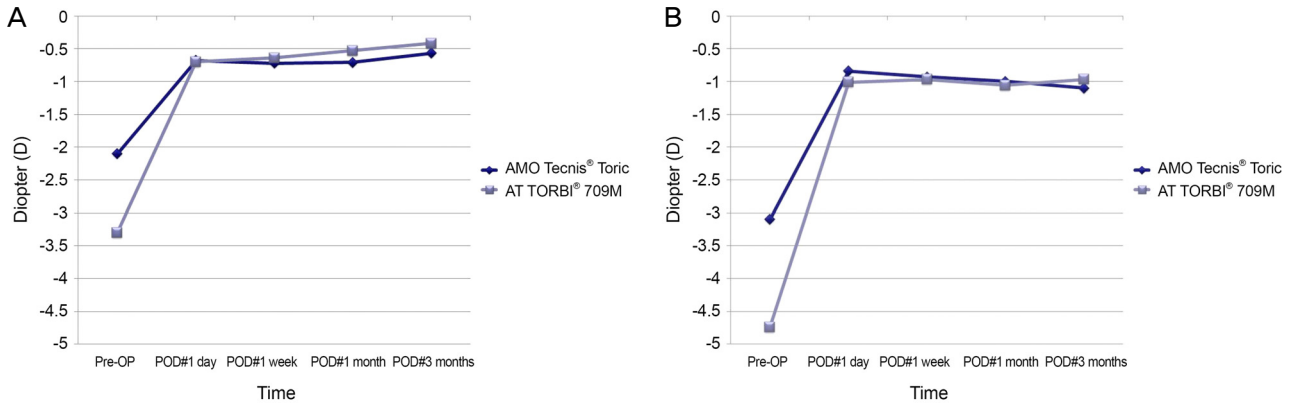 A
0
-0.5
-1
-1.5
-2
-2.5
-3
-3.5
-4
-4.5
-5
Diopter (D)
Pre-OP POD#1 day POD#1 week POD#1 month POD#3 months
Time
AMO Tecnis® Toric
AT TORBI® 709M
B
0
-0.5
-1
-1.5
-2
-2.5
-3
-3.5
-4
-4.5
-5
Diopter (D)
Pre-OP POD#1 day POD#1 week POD#1 month POD#3 months
Time
AMO Tecnis® Toric
AT TORBI® 709M